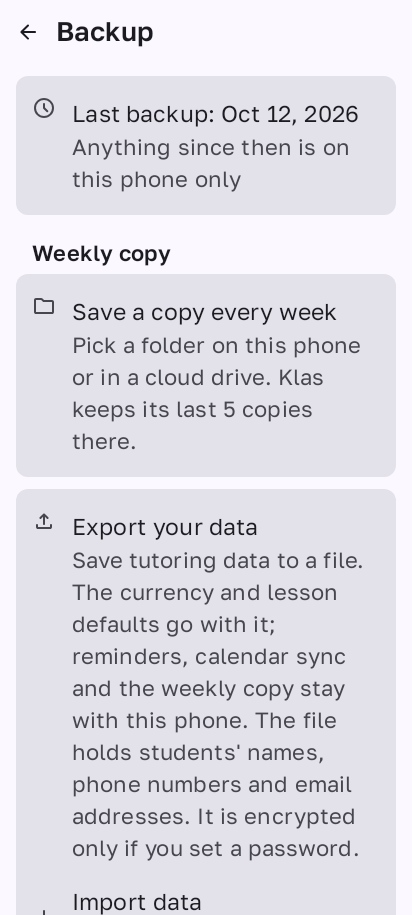 Backup
Last backup: Oct 12, 2026
Anything since then is on
this phone only
Weekly copy
Save a copy every week
Pick a folder on this phone
or in a cloud drive. Klas
keeps its last 5 copies
there.
Export your data
Save tutoring data to a file.
The currency and lesson
defaults go with it;
reminders, calendar sync
and the weekly copy stay
with this phone. The file
holds students' names,
phone numbers and email
addresses. It is encrypted
only if you set a password.
Import data